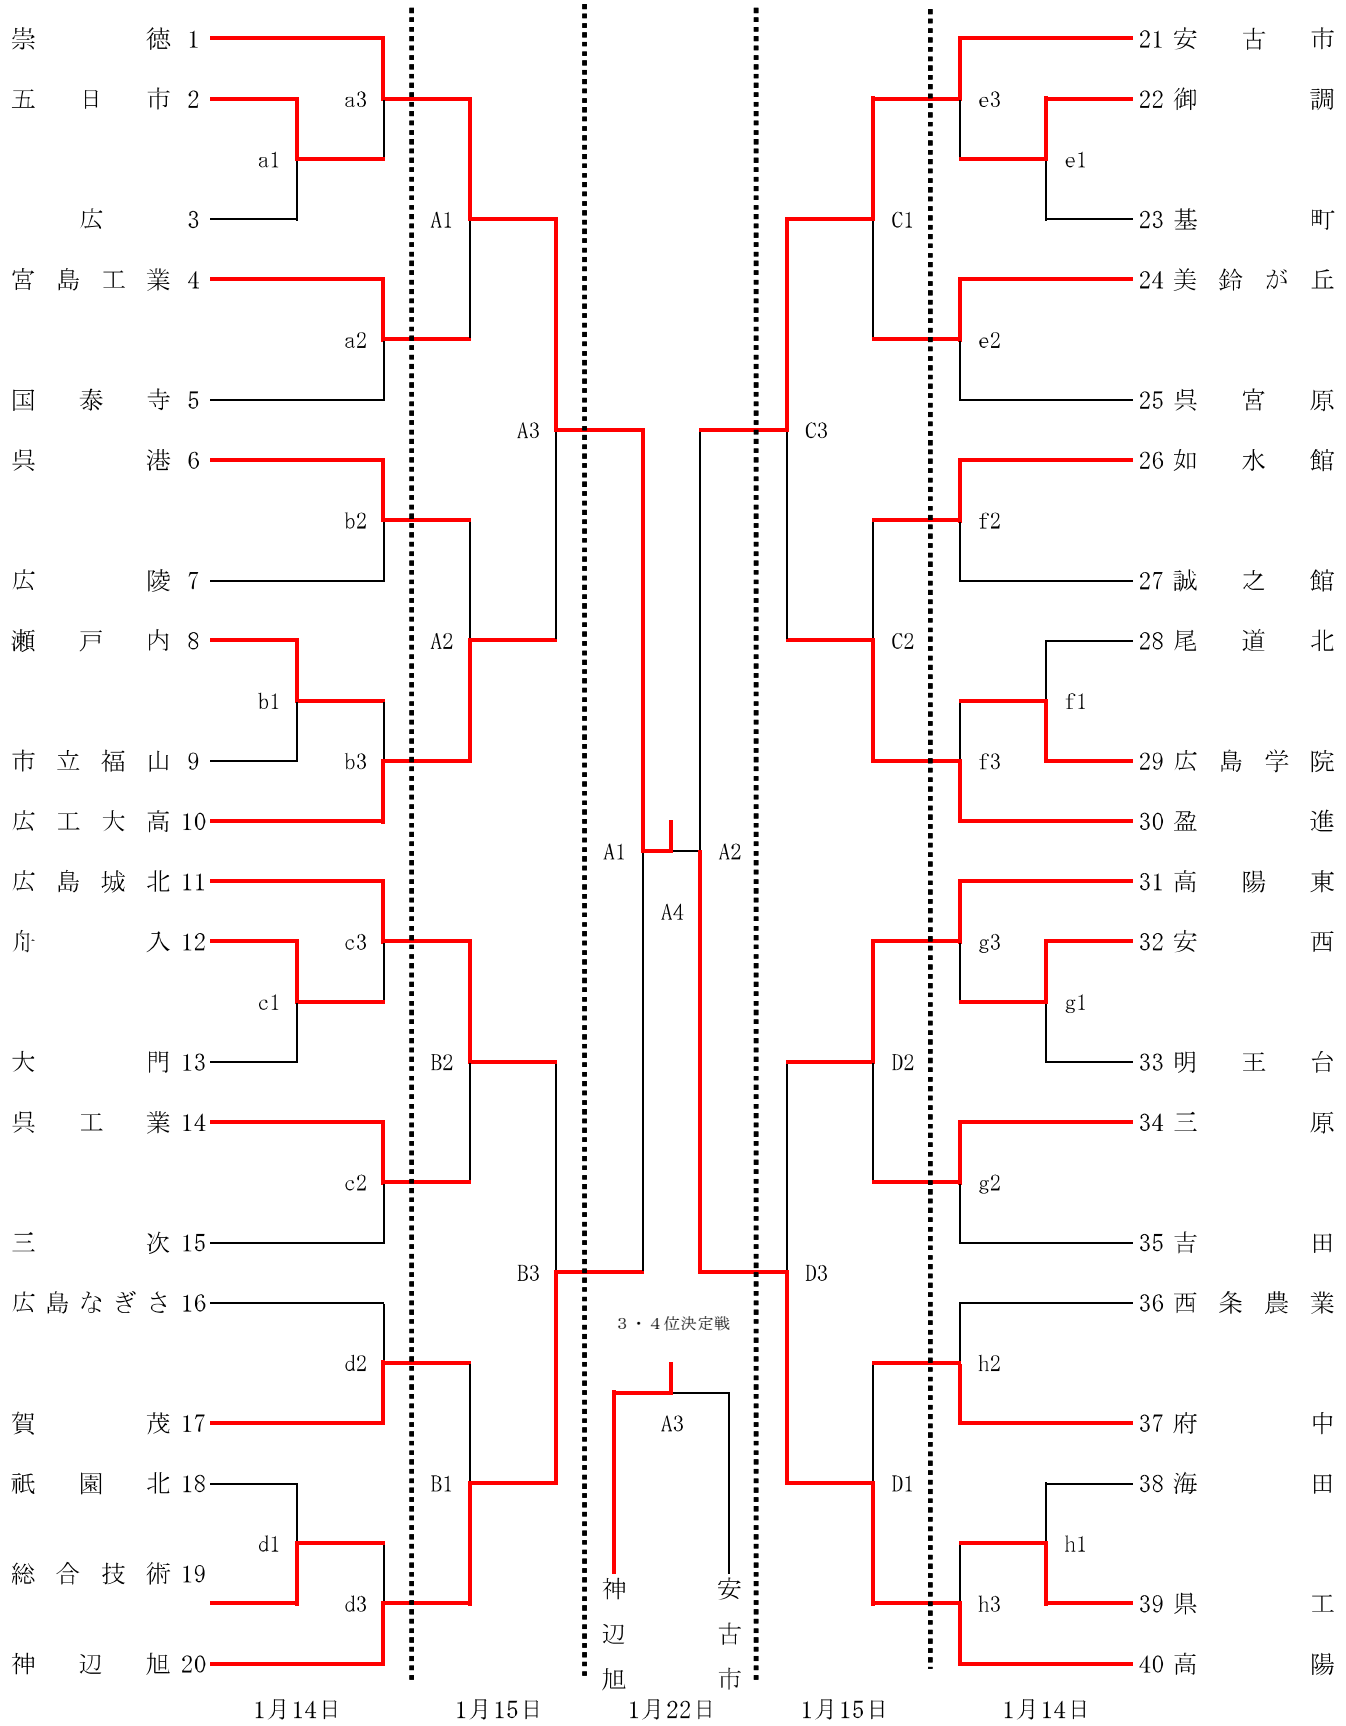 崇徳 1
五日市 2
広 3
宮島工業 4
国泰寺 5
呉港 6
広陵 7
瀬戸内 8
市立福山 9
広工大高 10
広島城北 11
舟入 12
大門 13
呉工業 14
三次 15
広島なぎさ 16
賀茂 17
祇園北 18
総合技術 19
神辺旭 20
a3
a1
a2
b2
b1
b3
c3
c1
c2
d2
d1
d3
A1
A2
B2
B1
A3
B3
A1
A2
A4
３・４位決定戦
A3
神辺旭
安古市
C3
D3
C1
C2
D2
D1
e3
e1
e2
f2
f1
f3
g3
g1
g2
h2
h1
h3
21 安古市
22 御調
23 基町
24 美鈴が丘
25 呉宮原
26 如水館
27 誠之館
28 尾道北
29 広島学院
30 盈進
31 高陽東
32 安西
33 明王台
34 三原
35 吉田
36 西条農業
37 府中
38 海田
39 県工
40 高陽
1月14日
1月15日
1月22日
1月15日
1月14日